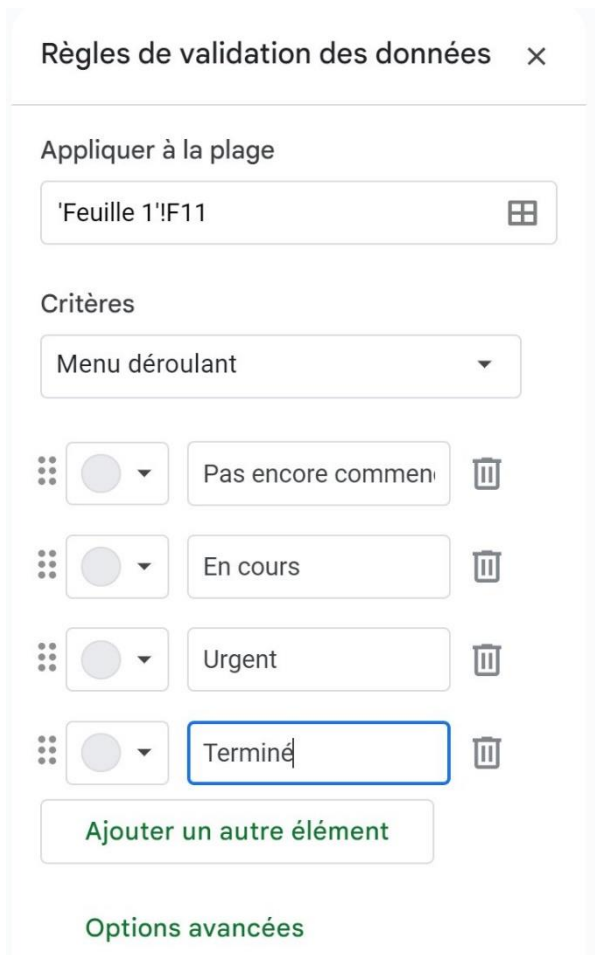 Règles de validation des données
Appliquer à la plage
'Feuille 1'!F11
Critères
Menu déroulant
Pas encore commen
En cours
Urgent
Terminé
Ajouter un autre élément
Options avancées